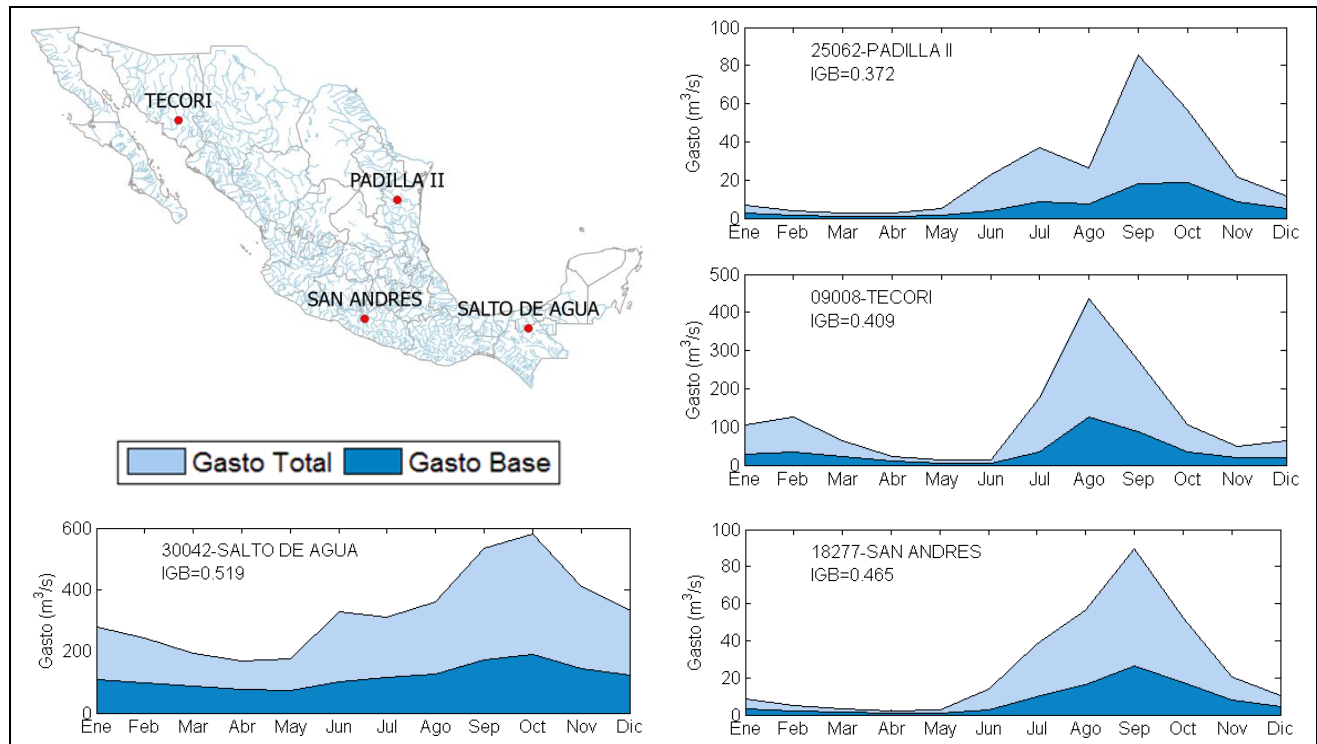 TECORI
PADILLA II
SAN ANDRES
SALTO DE AGUA
Gasto Total
Gasto Base
25062-PADILLA II
IGB=0.372
Gasto (m³/s)
100
80
60
40
20
0
Ene Feb Mar Abr May Jun Jul Ago Sep Oct Nov Dic
09008-TECORI
IGB=0.409
Gasto (m³/s)
500
400
300
200
100
0
Ene Feb Mar Abr May Jun Jul Ago Sep Oct Nov Dic
30042-SALTO DE AGUA
IGB=0.519
Gasto (m³/s)
600
400
200
0
Ene Feb Mar Abr May Jun Jul Ago Sep Oct Nov Dic
18277-SAN ANDRES
IGB=0.465
Gasto (m³/s)
100
80
60
40
20
0
Ene Feb Mar Abr May Jun Jul Ago Sep Oct Nov Dic